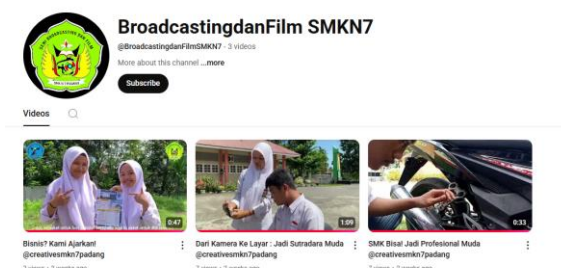 BroadcastingdanFilm SMKN7
@BroadcastingdanFilmSMKN7 · 3 videos
More about this channel ...more
Subscribe
Videos
0:47
1:09
0:33
Bisnis? Kami Ajarkan!
@creativesmkn7padang
Dari Kamera Ke Layar : Jadi Sutradara Muda
@creativesmkn7padang
SMK Bisa! Jadi Profesional Muda
@creativesmkn7padang